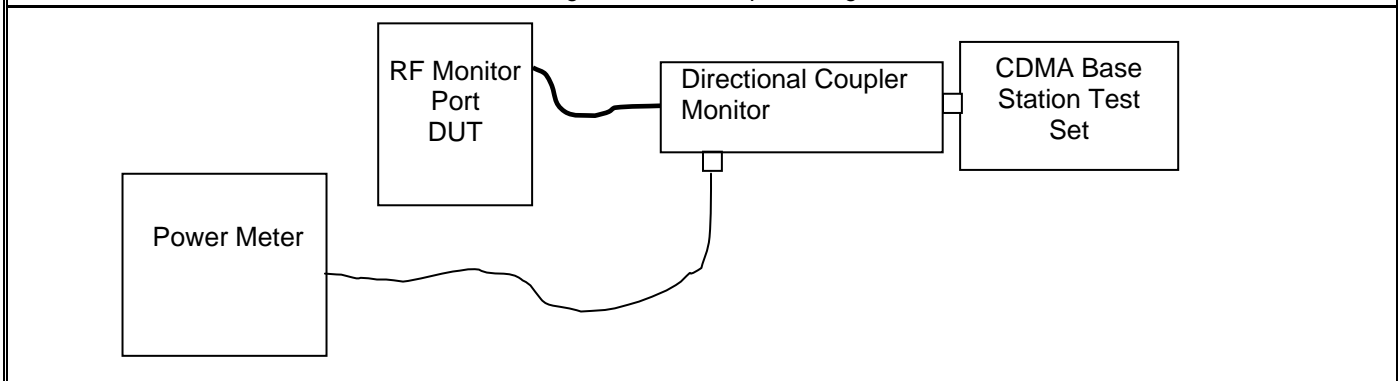 RF Monitor
Port
DUT
Directional Coupler
Monitor
CDMA Base
Station Test
Set
Power Meter